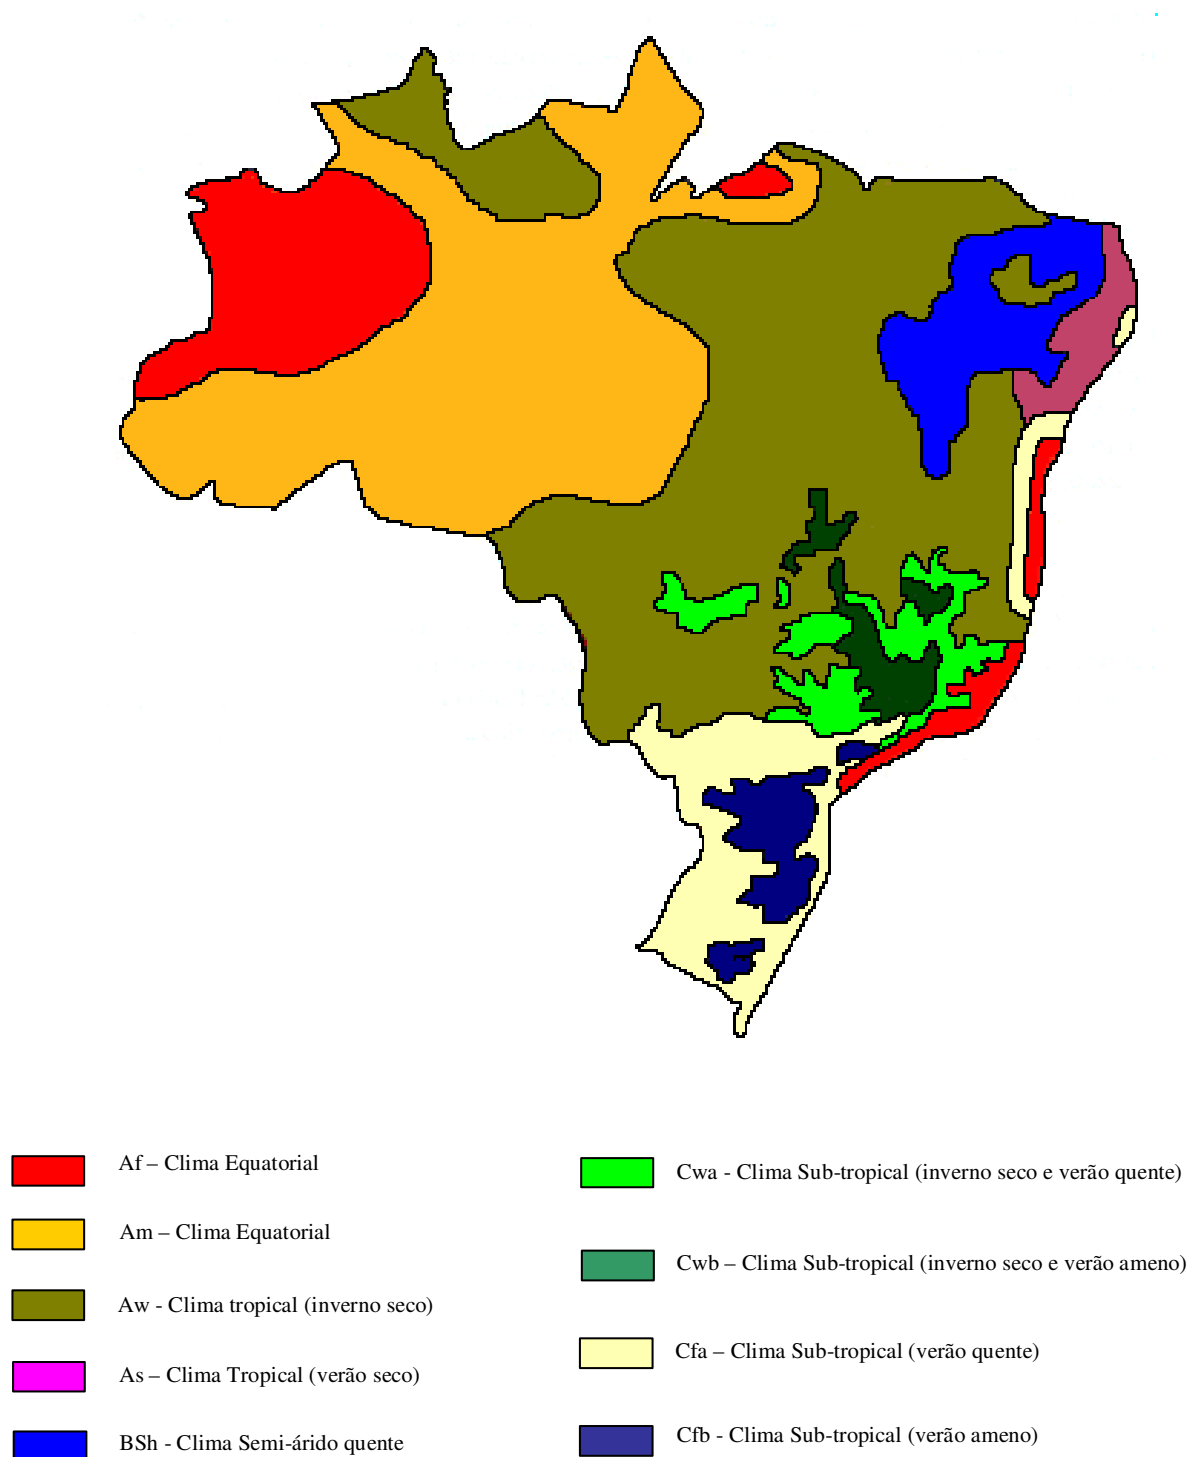 Af – Clima Equatorial
Am – Clima Equatorial
Aw - Clima tropical (inverno seco)
As – Clima Tropical (verão seco)
BSh - Clima Semi-árido quente
Cwa - Clima Sub-tropical (inverno seco e verão quente)
Cwb – Clima Sub-tropical (inverno seco e verão ameno)
Cfa – Clima Sub-tropical (verão quente)
Cfb - Clima Sub-tropical (verão ameno)